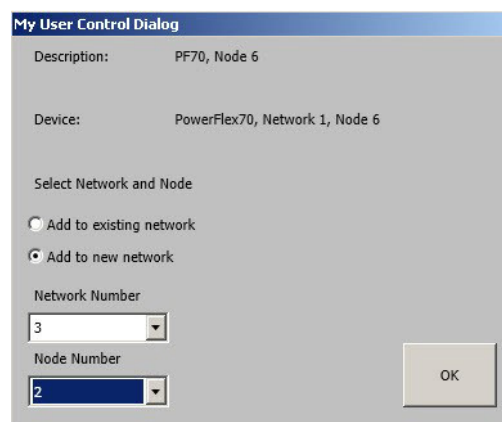 My User Control Dialog
Description: PF70, Node 6
Device: PowerFlex70, Network 1, Node 6
Select Network and Node
Add to existing network
Add to new network
Network Number
3
Node Number
2
OK